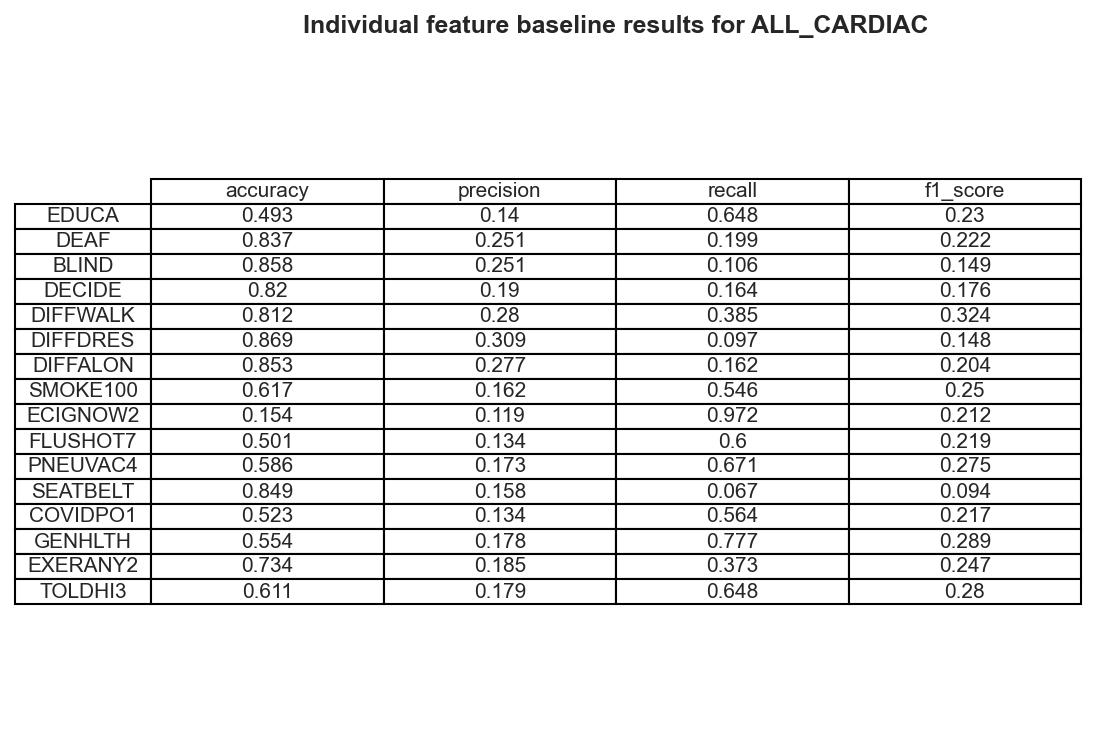 Individual feature baseline results for ALL_CARDIAC
accuracy precision recall f1_score
EDUCA 0.493 0.14 0.648 0.23
DEAF 0.837 0.251 0.199 0.222
BLIND 0.858 0.251 0.106 0.149
DECIDE 0.82 0.19 0.164 0.176
DIFFWALK 0.812 0.28 0.385 0.324
DIFFDRES 0.869 0.309 0.097 0.148
DIFFALON 0.853 0.277 0.162 0.204
SMOKE100 0.617 0.162 0.546 0.25
ECIGNOW2 0.154 0.119 0.972 0.212
FLUSHOT7 0.501 0.134 0.6 0.219
PNEUVAC4 0.586 0.173 0.671 0.275
SEATBELT 0.849 0.158 0.067 0.094
COVIDPO1 0.523 0.134 0.564 0.217
GENHLTH 0.554 0.178 0.777 0.289
EXERANY2 0.734 0.185 0.373 0.247
TOLDHI3 0.611 0.179 0.648 0.28